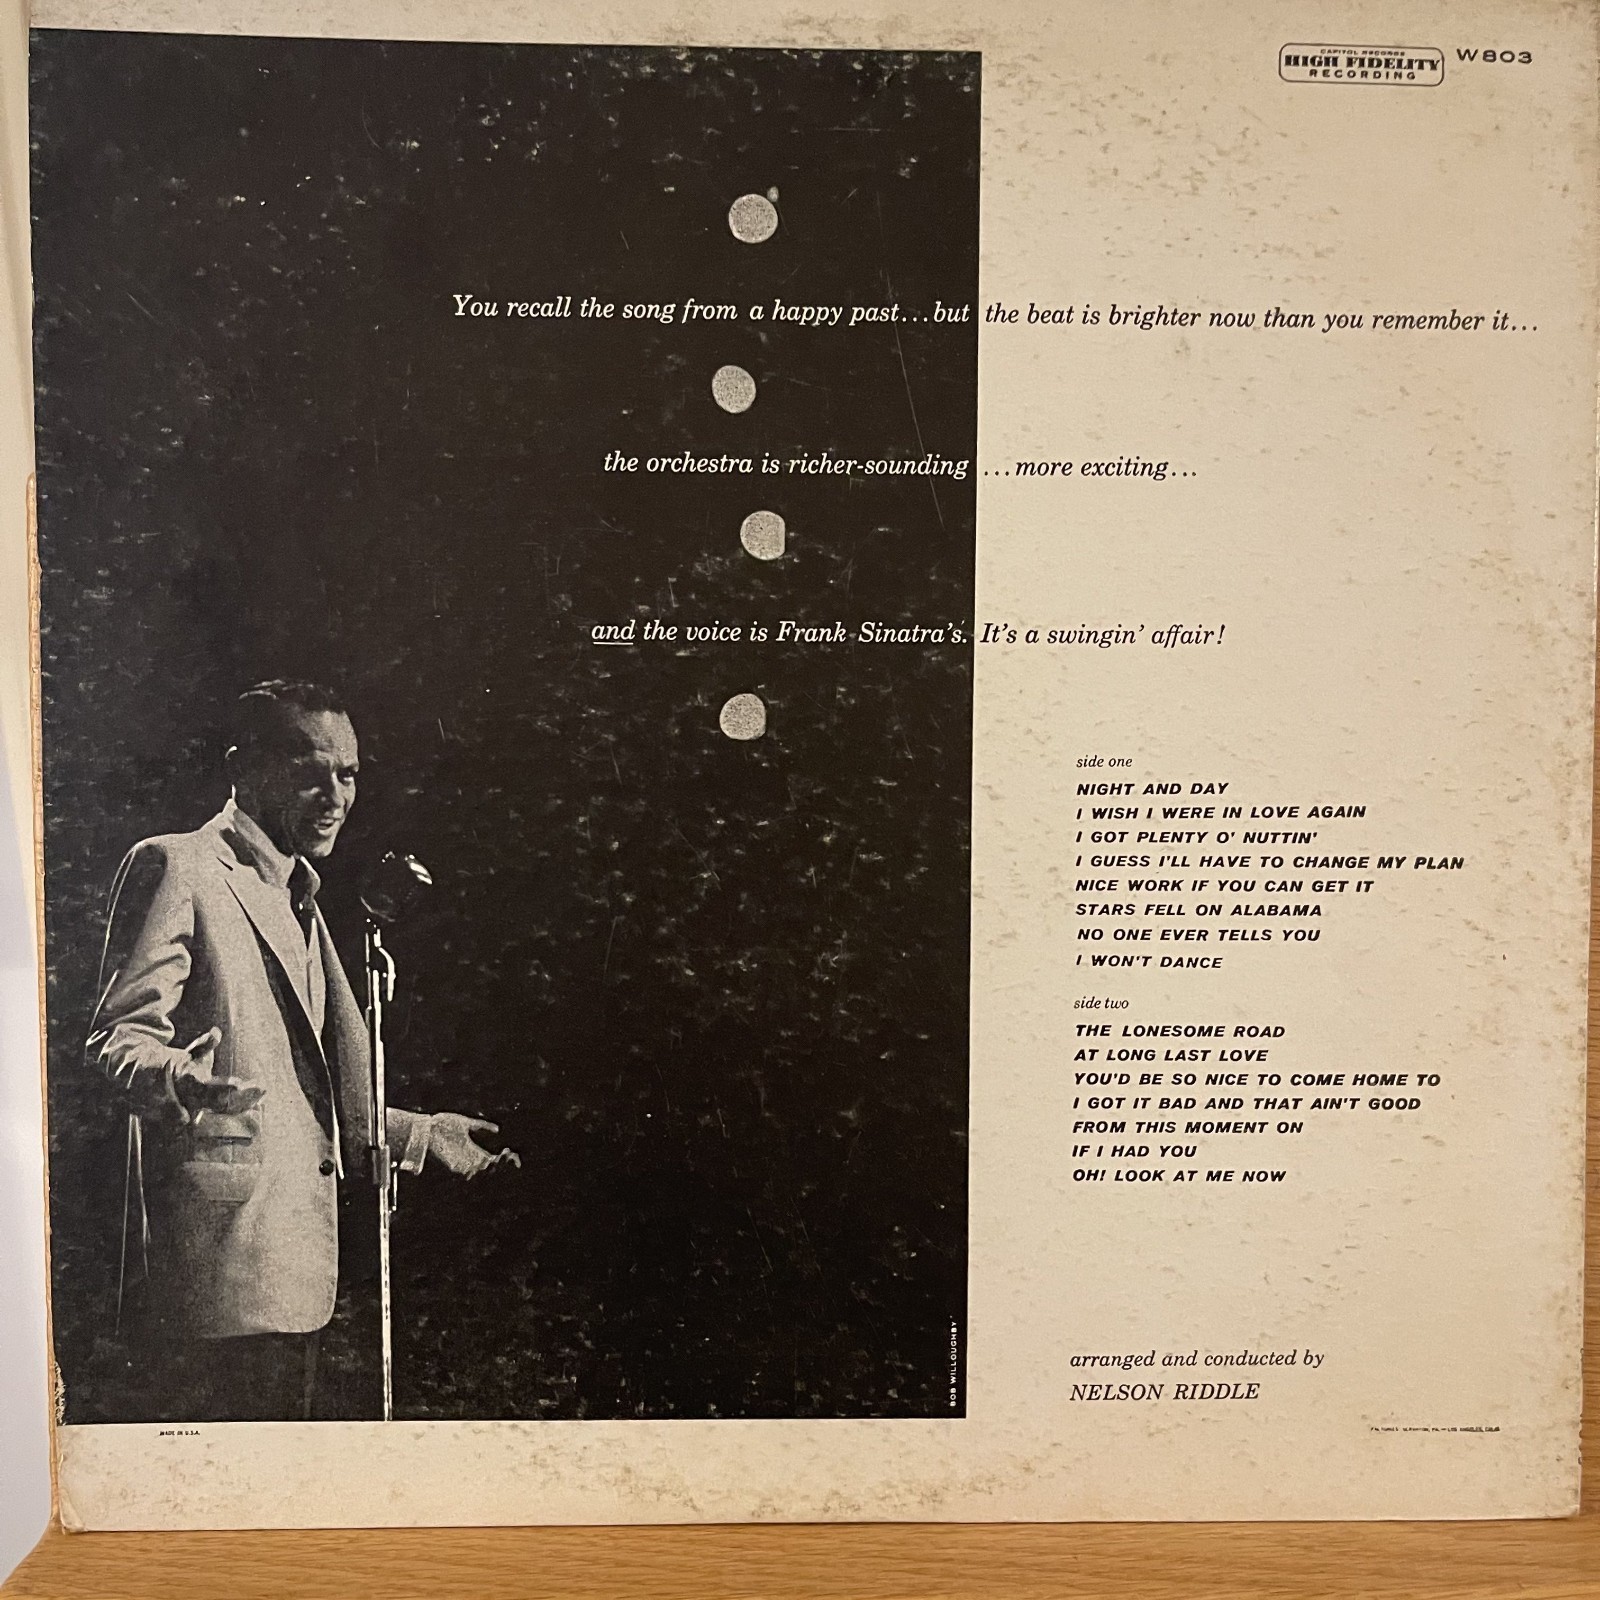 CAPITOL RECORDS
HIGH FIDELITY
RECORDING
W803
You recall the song from a happy past...but the beat is brighter now than you remember it...
the orchestra is richer-sounding ...more exciting...
and the voice is Frank Sinatra's. It's a swingin' affair!
side one
NIGHT AND DAY
I WISH I WERE IN LOVE AGAIN
I GOT PLENTY O' NUTTIN'
I GUESS I'LL HAVE TO CHANGE MY PLAN
NICE WORK IF YOU CAN GET IT
STARS FELL ON ALABAMA
NO ONE EVER TELLS YOU
I WON'T DANCE
side two
THE LONESOME ROAD
AT LONG LAST LOVE
YOU'D BE SO NICE TO COME HOME TO
I GOT IT BAD AND THAT AIN'T GOOD
FROM THIS MOMENT ON
IF I HAD YOU
OH! LOOK AT ME NOW
arranged and conducted by
NELSON RIDDLE
BOB WILLOUGHBY
MADE IN U.S.A.
LOS ANGELES, CALIF.